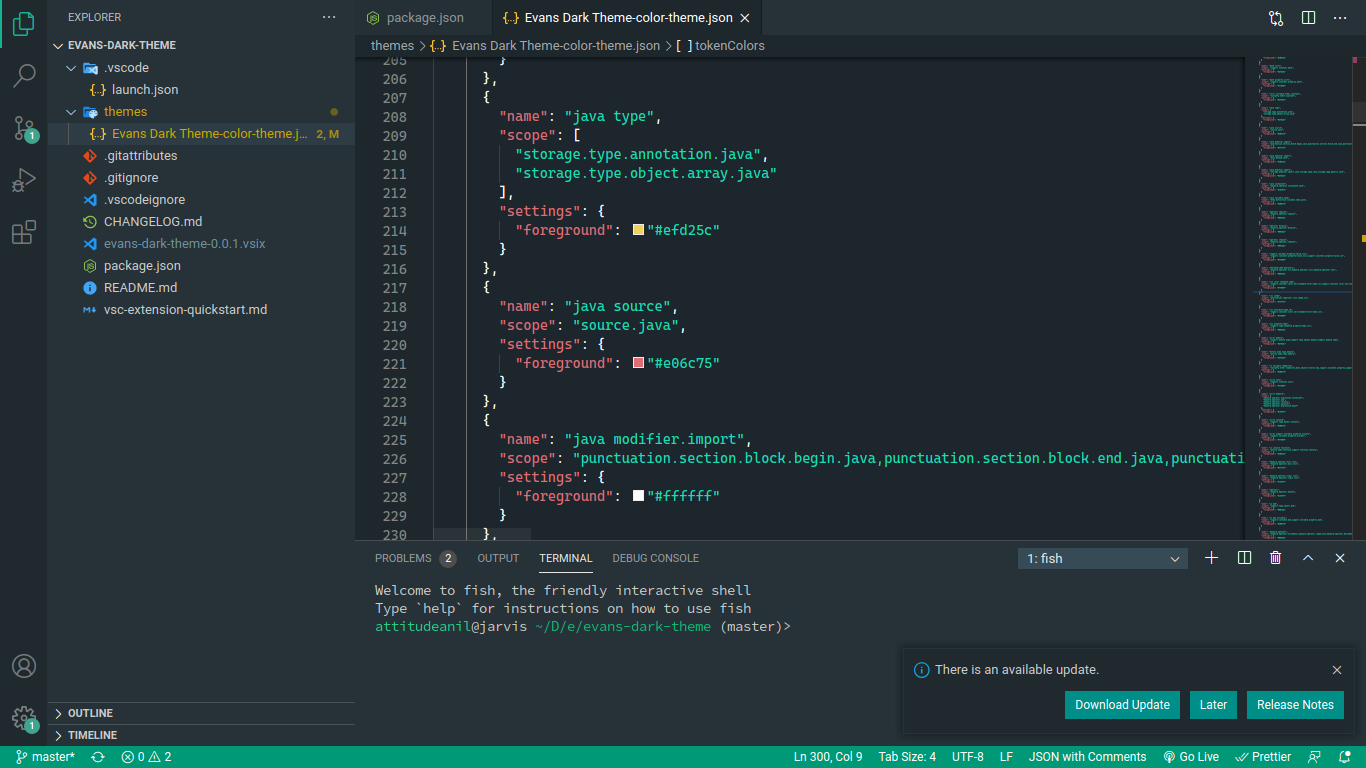 EXPLORER
EVANS-DARK-THEME
.vscode
launch.json
themes
Evans Dark Theme-color-theme.j... 2, M
.gitattributes
.gitignore
.vscodeignore
CHANGELOG.md
evans-dark-theme-0.0.1.vsix
package.json
README.md
vsc-extension-quickstart.md
OUTLINE
TIMELINE
1
1
package.json
Evans Dark Theme-color-theme.json
themes > {..} Evans Dark Theme-color-theme.json > [ ] tokenColors
205 }
206 },
207 {
208 "name": "java type",
209 "scope": [
210 "storage.type.annotation.java",
211 "storage.type.object.array.java"
212 ],
213 "settings": {
214 "foreground": "#efd25c"
215 }
216 },
217 {
218 "name": "java source",
219 "scope": "source.java",
220 "settings": {
221 "foreground": "#e06c75"
222 }
223 },
224 {
225 "name": "java modifier.import",
226 "scope": "punctuation.section.block.begin.java,punctuation.section.block.end.java,punctuati
227 "settings": {
228 "foreground": "#ffffff"
229 }
230 },
PROBLEMS 2 OUTPUT TERMINAL DEBUG CONSOLE 1: fish
Welcome to fish, the friendly interactive shell
Type `help` for instructions on how to use fish
attitudeanil@jarvis ~/D/e/evans-dark-theme (master)>
There is an available update.
Download Update Later Release Notes
master* 0 2 Ln 300, Col 9 Tab Size: 4 UTF-8 LF JSON with Comments Go Live Prettier